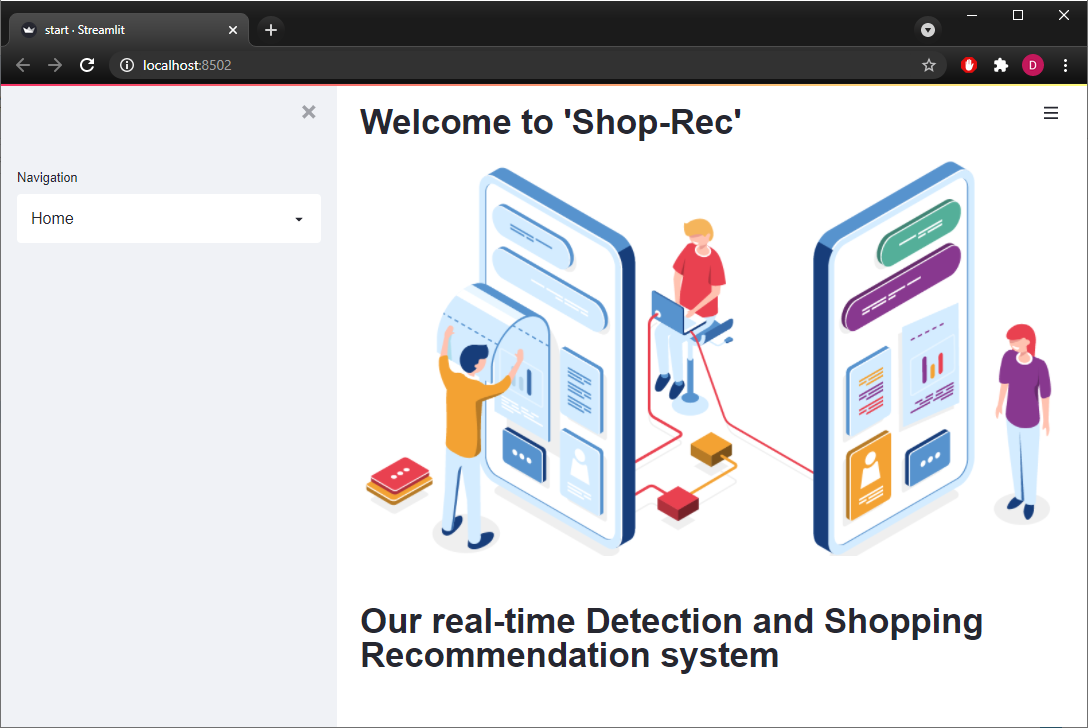 start · Streamlit
localhost:8502
D
Navigation
Home
Welcome to 'Shop-Rec'
Our real-time Detection and Shopping
Recommendation system